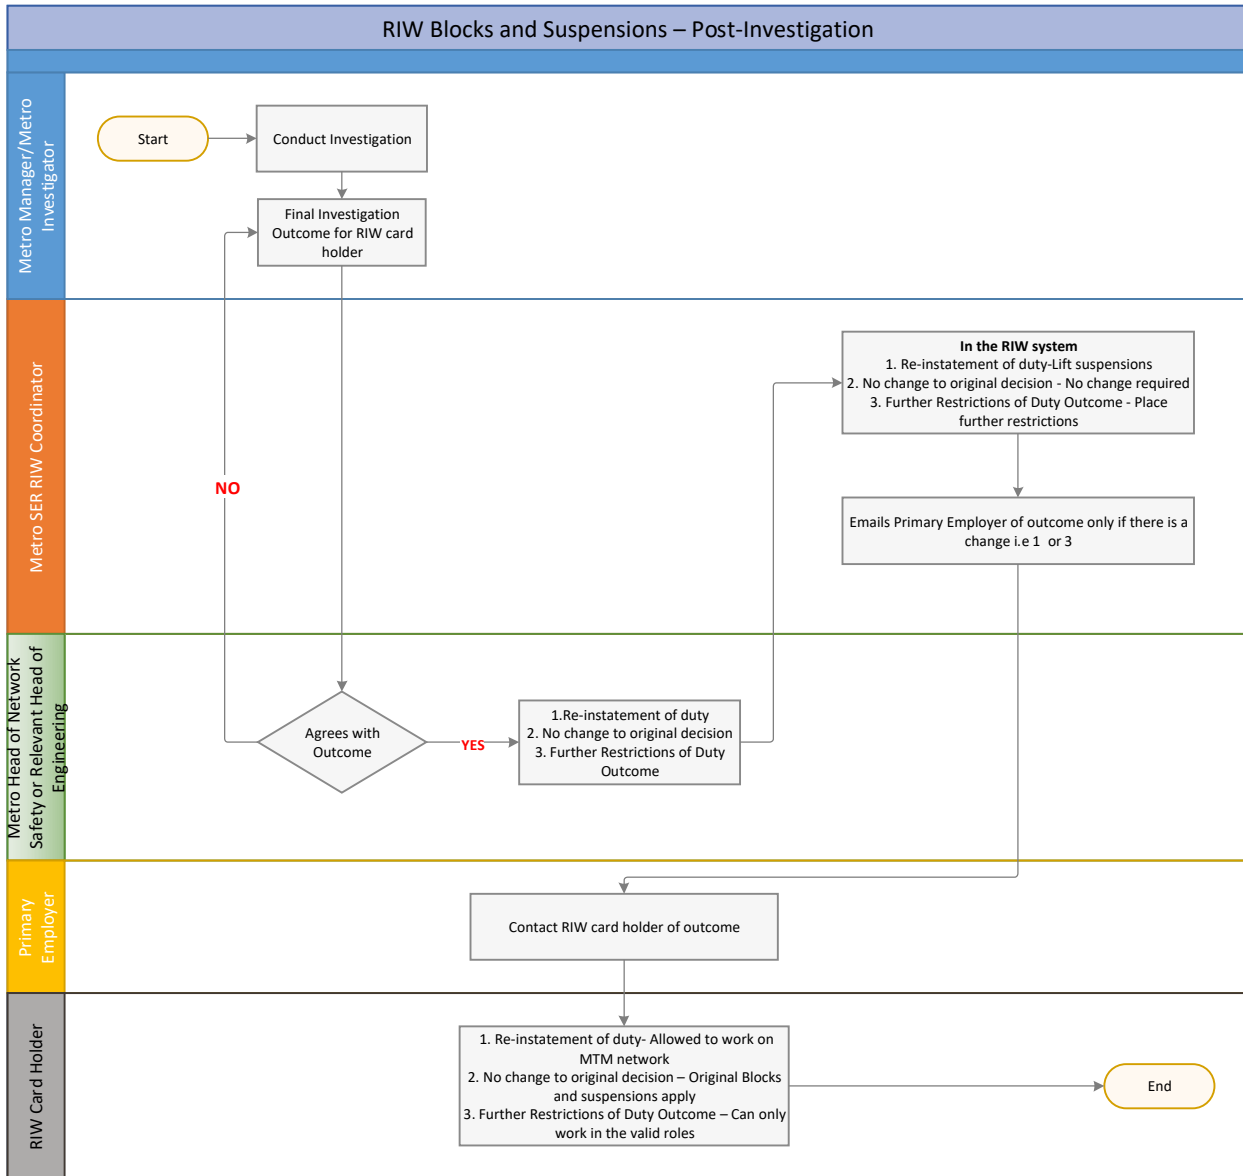 RIW Blocks and Suspensions – Post-Investigation
Metro Manager/Metro
Investigator
Start
Conduct Investigation
Final Investigation
Outcome for RIW card
holder
Metro SER RIW Coordinator
In the RIW system
1. Re-instatement of duty-Lift suspensions
2. No change to original decision - No change required
3. Further Restrictions of Duty Outcome - Place
further restrictions
NO
Emails Primary Employer of outcome only if there is a
change i.e 1 or 3
Metro Head of Network
Safety or Relevant Head of
Engineering
Agrees with
Outcome
YES
1.Re-instatement of duty
2. No change to original decision
3. Further Restrictions of Duty
Outcome
Primary
Employer
Contact RIW card holder of outcome
RIW Card Holder
1. Re-instatement of duty- Allowed to work on
MTM network
2. No change to original decision – Original Blocks
and suspensions apply
3. Further Restrictions of Duty Outcome – Can only
work in the valid roles
End